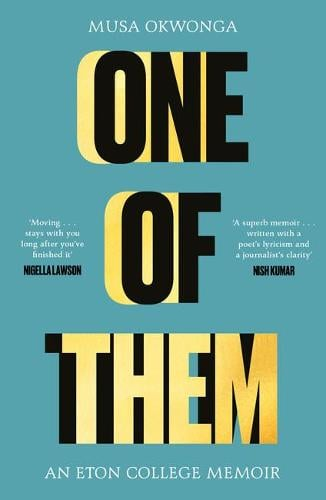 MUSA OKWONGA
ONE
OF
THEM
‘Moving . . .
stays with you
long after you’ve
finished it’
NIGELLA LAWSON
‘A superb memoir . . .
written with a
poet’s lyricism and
a journalist’s clarity’
NISH KUMAR
AN ETON COLLEGE MEMOIR